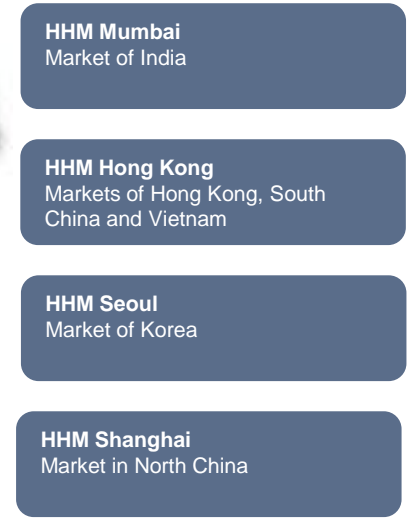 HHM Mumbai
Market of India
HHM Hong Kong
Markets of Hong Kong, South
China and Vietnam
HHM Seoul
Market of Korea
HHM Shanghai
Market in North China